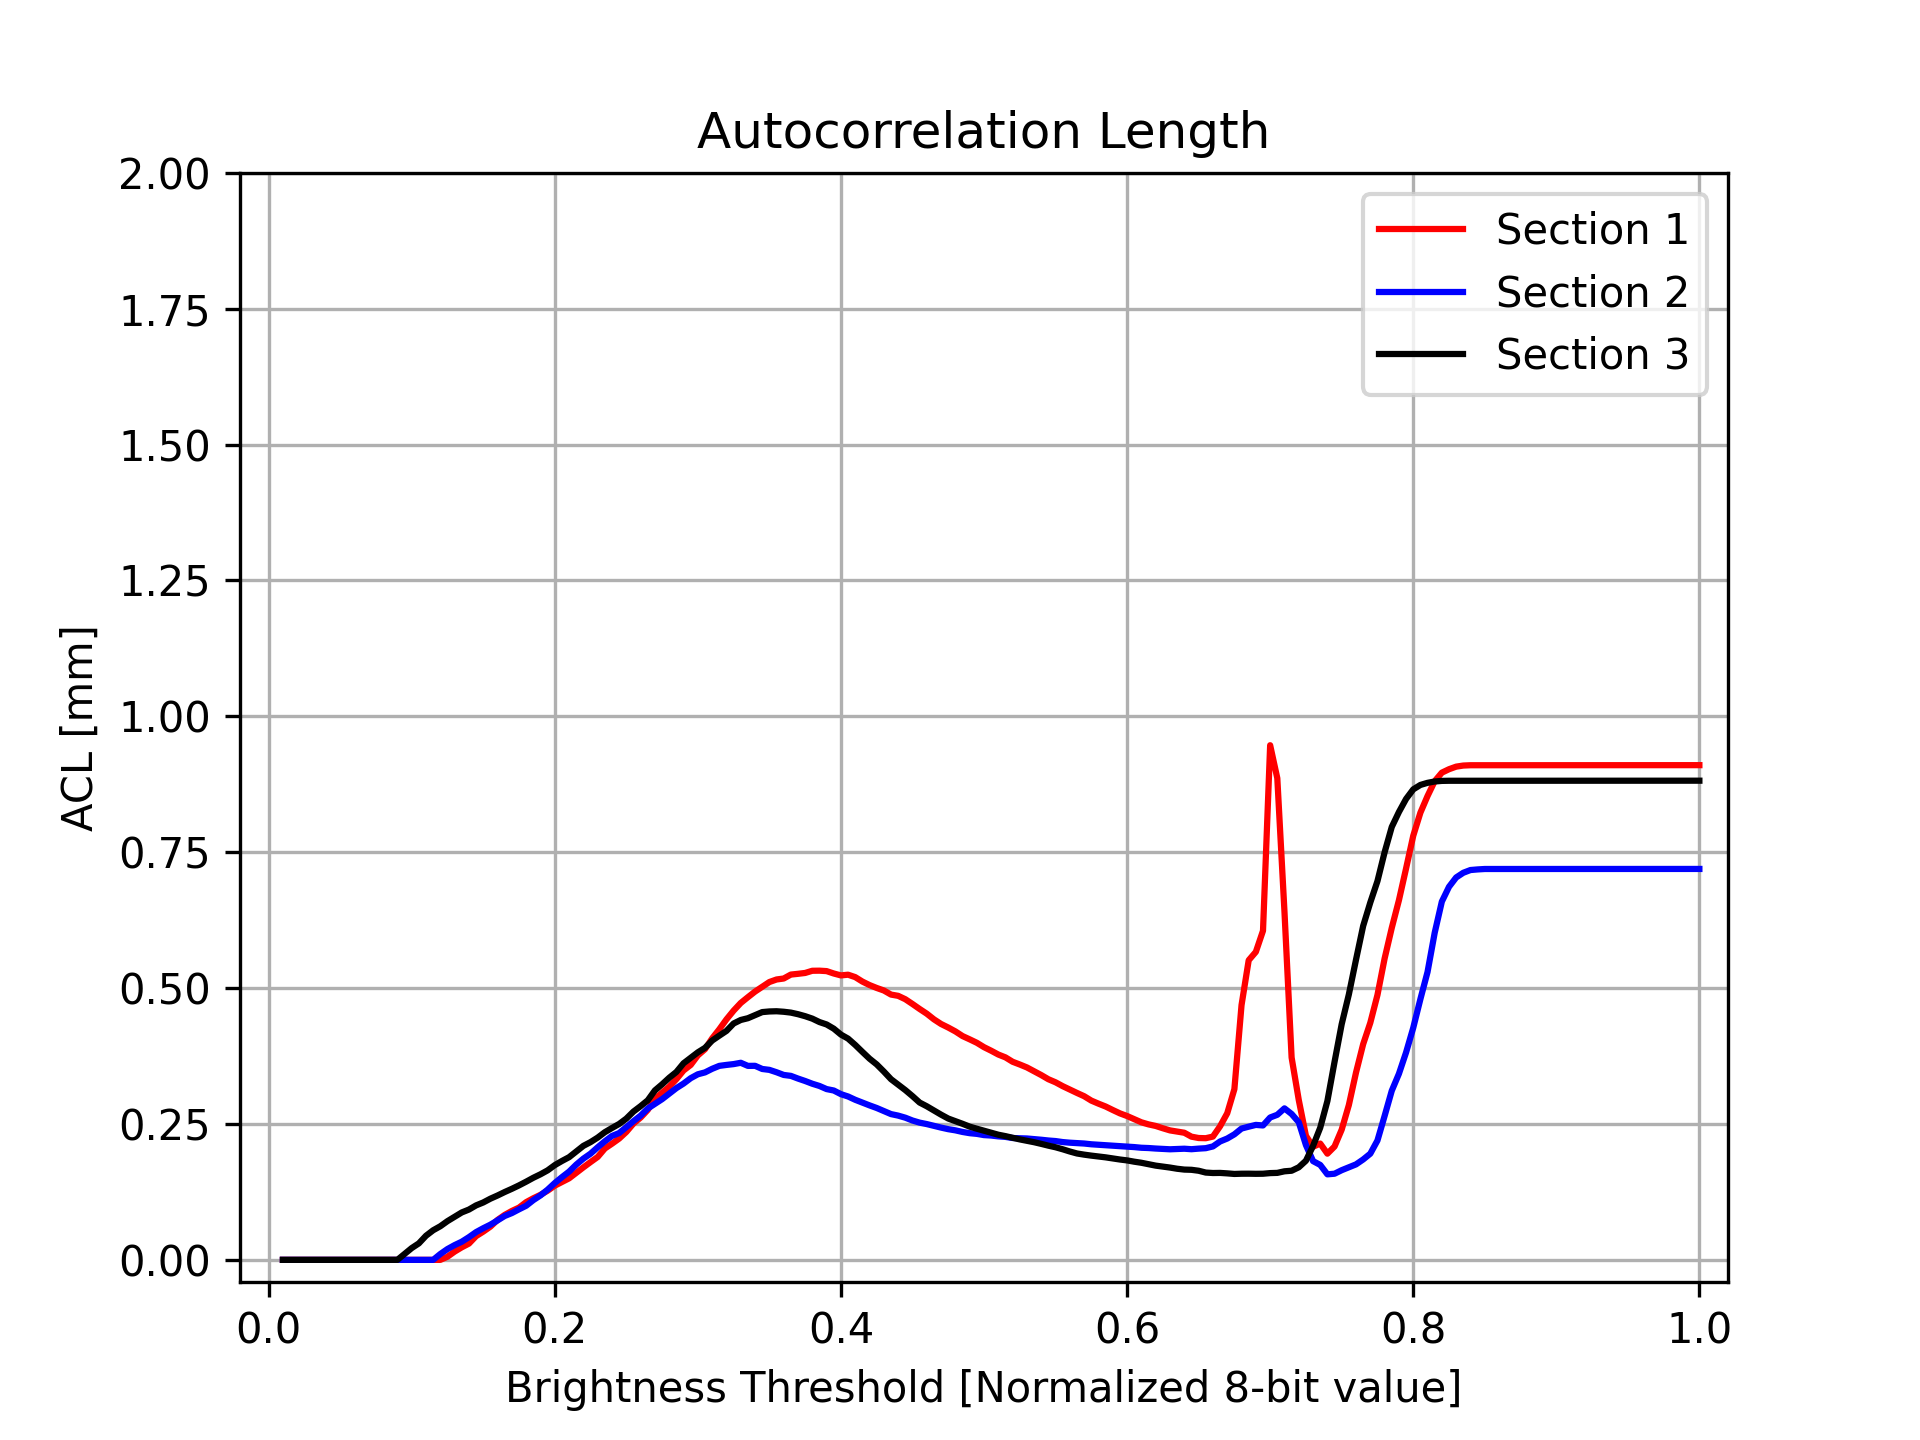 Autocorrelation Length
2.00
1.75
1.50
1.25
1.00
0.75
0.50
0.25
0.00
ACL [mm]
Section 1
Section 2
Section 3
0.0 0.2 0.4 0.6 0.8 1.0
Brightness Threshold [Normalized 8-bit value]